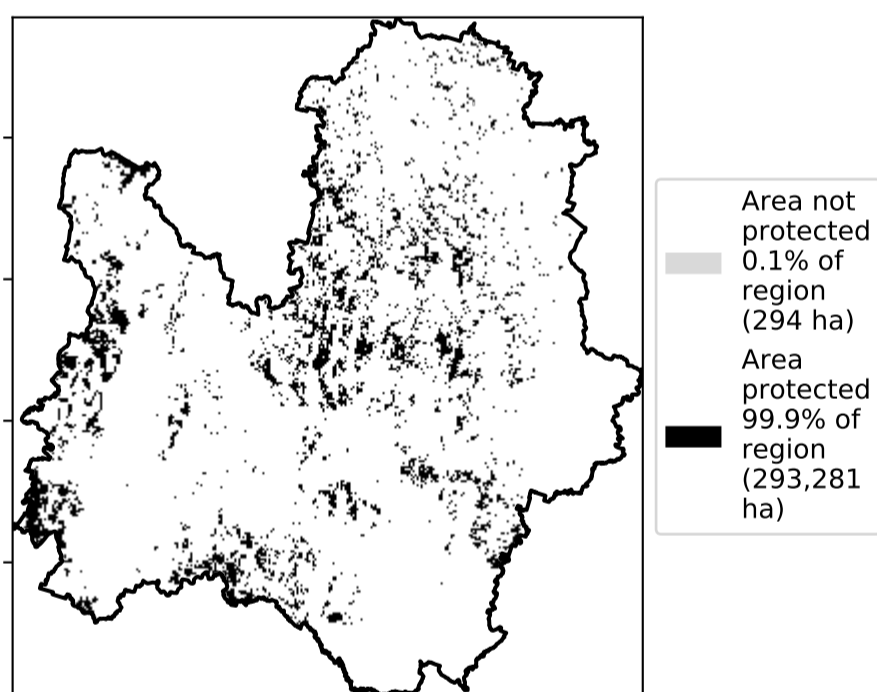 Area not
protected
0.1% of
region
(294 ha)
Area
protected
99.9% of
region
(293,281
ha)